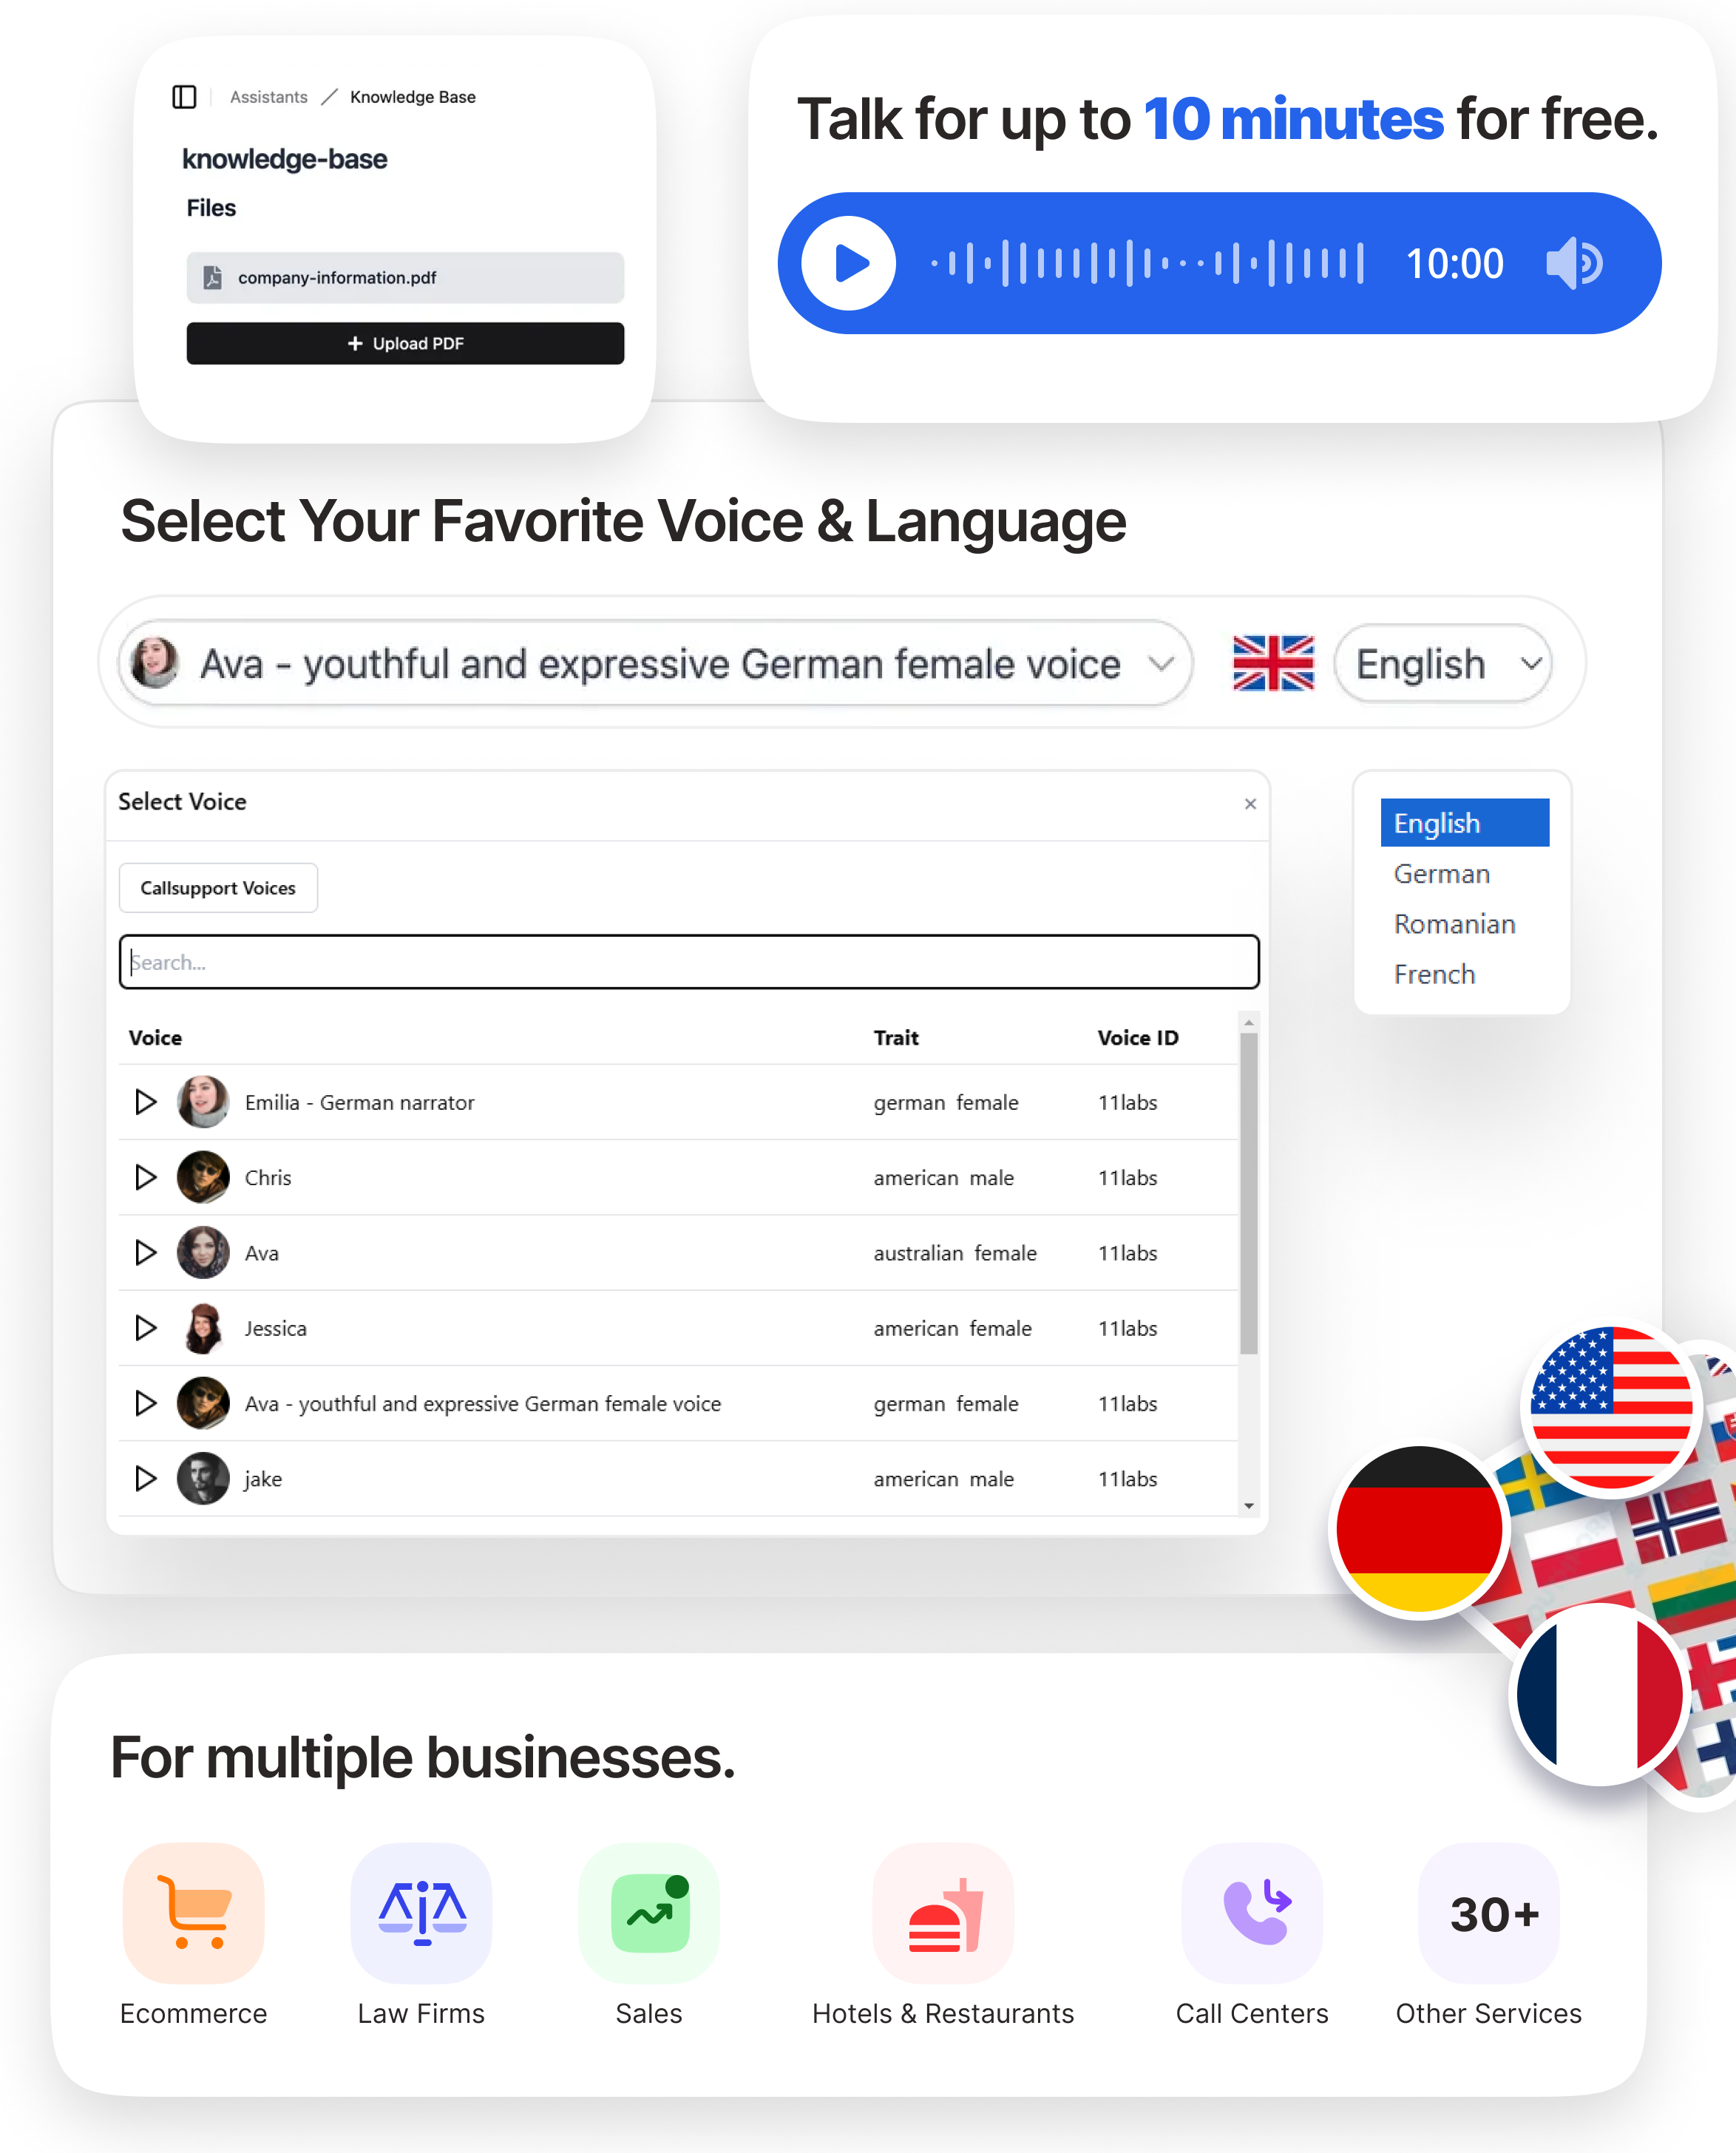 Assistants / Knowledge Base
knowledge-base
Files
company-information.pdf
+ Upload PDF
Talk for up to 10 minutes for free.
10:00
Select Your Favorite Voice & Language
Ava - youthful and expressive German female voice
English
Select Voice
×
Callsupport Voices
Search...
Voice Trait Voice ID
Emilia - German narrator german female 11labs
Chris american male 11labs
Ava australian female 11labs
Jessica american female 11labs
Ava - youthful and expressive German female voice german female 11labs
jake american male 11labs
English
German
Romanian
French
For multiple businesses.
30+
Ecommerce Law Firms Sales Hotels & Restaurants Call Centers Other Services